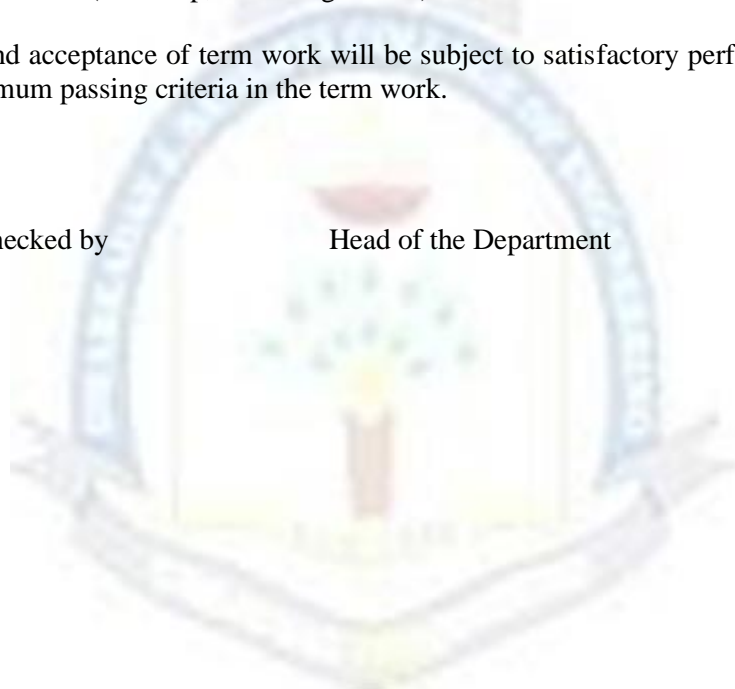 nd acceptance of term work will be subject to satisfactory perf
mum passing criteria in the term work.
ecked by Head of the Department